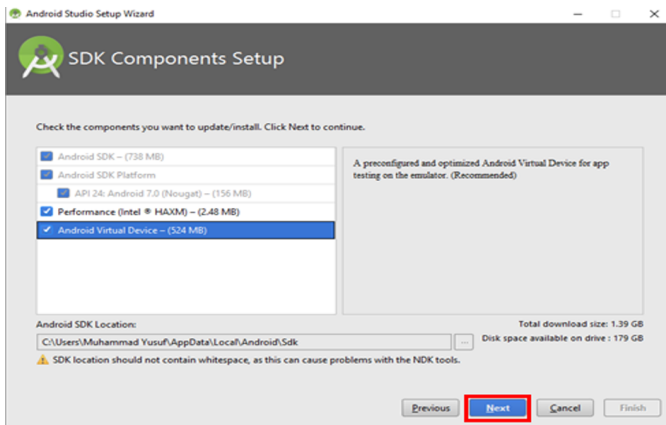 Android Studio Setup Wizard
SDK Components Setup
Check the components you want to update/install. Click Next to continue.
Android SDK – (738 MB)
Android SDK Platform
API 24: Android 7.0 (Nougat) – (156 MB)
Performance (Intel ® HAXM) – (2.48 MB)
Android Virtual Device – (524 MB)
A preconfigured and optimized Android Virtual Device for app
testing on the emulator. (Recommended)
Android SDK Location:
Total download size: 1.39 GB
C:\Users\Muhammad Yusuf\AppData\Local\Android\Sdk
...
Disk space available on drive : 179 GB
SDK location should not contain whitespace, as this can cause problems with the NDK tools.
Previous
Next
Cancel
Finish